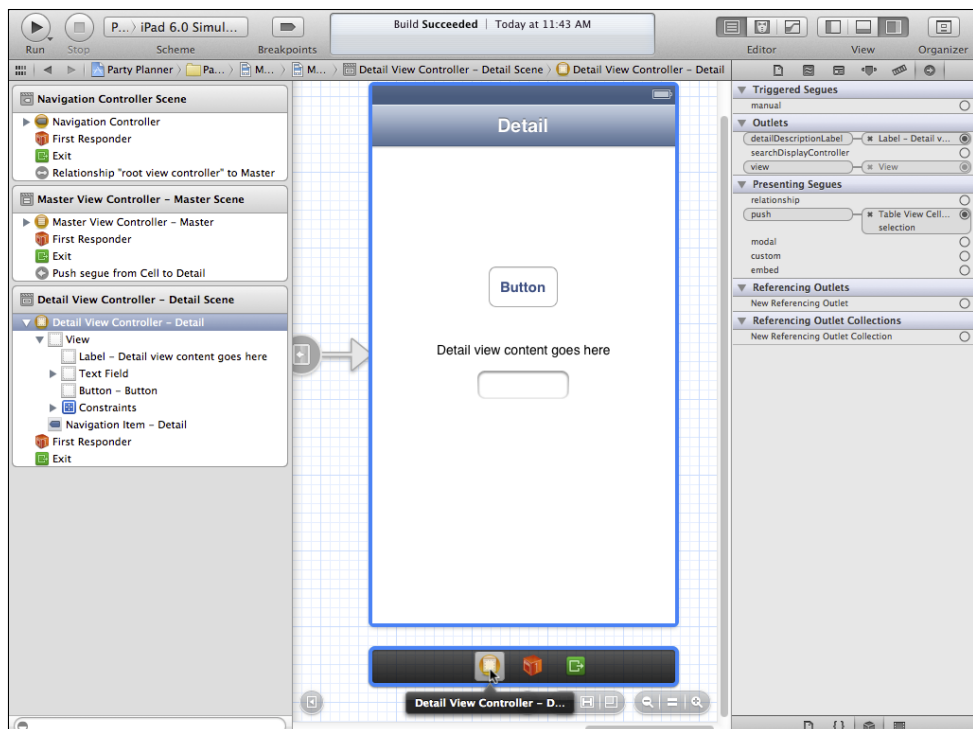 P...〉iPad 6.0 Simul...
Build Succeeded | Today at 11:43 AM
Run
Stop
Scheme
Breakpoints
Editor
View
Organizer
Party Planner 〉 Pa... 〉 M... 〉 M... 〉 Detail View Controller – Detail Scene 〉 Detail View Controller – Detail
Navigation Controller Scene
Navigation Controller
First Responder
Exit
Relationship "root view controller" to Master
Master View Controller – Master Scene
Master View Controller – Master
First Responder
Exit
Push segue from Cell to Detail
Detail View Controller – Detail Scene
Detail View Controller – Detail
View
Label – Detail view content goes here
Text Field
Button – Button
Constraints
Navigation Item – Detail
First Responder
Exit
Detail
Button
Detail view content goes here
Detail View Controller – D...
Triggered Segues
manual
Outlets
detailDescriptionLabel
Label – Detail v...
searchDisplayController
view
View
Presenting Segues
relationship
push
Table View Cell...
selection
modal
custom
embed
Referencing Outlets
New Referencing Outlet
Referencing Outlet Collections
New Referencing Outlet Collection